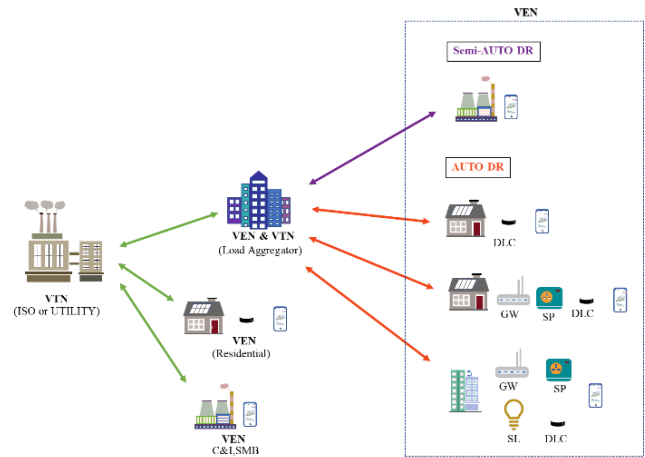 VEN
Semi-AUTO DR
AUTO DR
DLC
VEN & VTN
(Load Aggregator)
VTN
(ISO or UTILITY)
GW
SP
DLC
VEN
(Residential)
GW
SP
SL
DLC
VEN
C&I,SMB